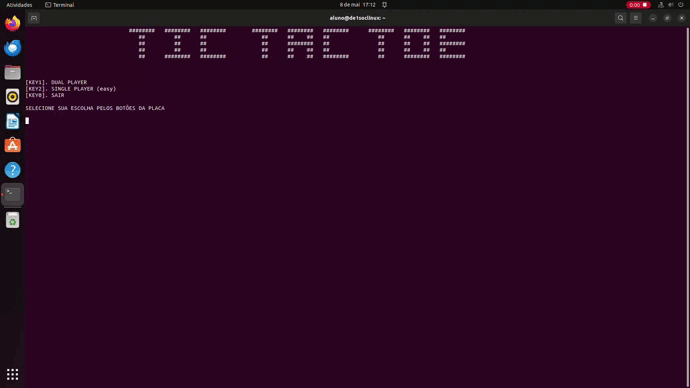 Atividades
Terminal
8 de mai 17:12
0:00
aluno@de1soclinux: ~
######## ######## ######## ######## ######## ######## ######## ######## ########
## ## ## ## ## ## ## ## ## ## ##
## ## ## ## ######## ## ## ## ## ########
## ## ## ## ## ## ## ## ## ## ##
## ######## ######## ## ## ## ######## ## ######## ########
[KEY1]. DUAL PLAYER
[KEY2]. SINGLE PLAYER (easy)
[KEY0]. SAIR
SELECIONE SUA ESCOLHA PELOS BOTÕES DA PLACA